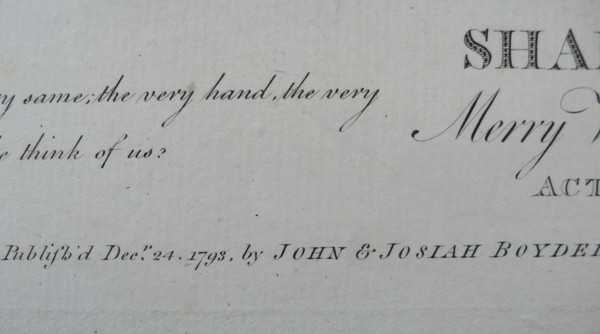 SHA
y same; the very hand, the very
Merry
e think of us?
ACT
Publish'd Decr. 24. 1793, by JOHN & JOSIAH BOYDE